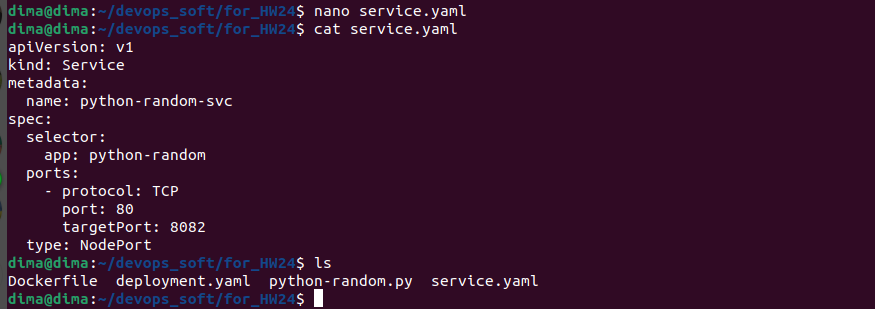 dima@dima:~/devops_soft/for_HW24$ nano service.yaml
dima@dima:~/devops_soft/for_HW24$ cat service.yaml
apiVersion: v1
kind: Service
metadata:
  name: python-random-svc
spec:
  selector:
    app: python-random
  ports:
    - protocol: TCP
      port: 80
      targetPort: 8082
  type: NodePort
dima@dima:~/devops_soft/for_HW24$ ls
Dockerfile  deployment.yaml  python-random.py  service.yaml
dima@dima:~/devops_soft/for_HW24$